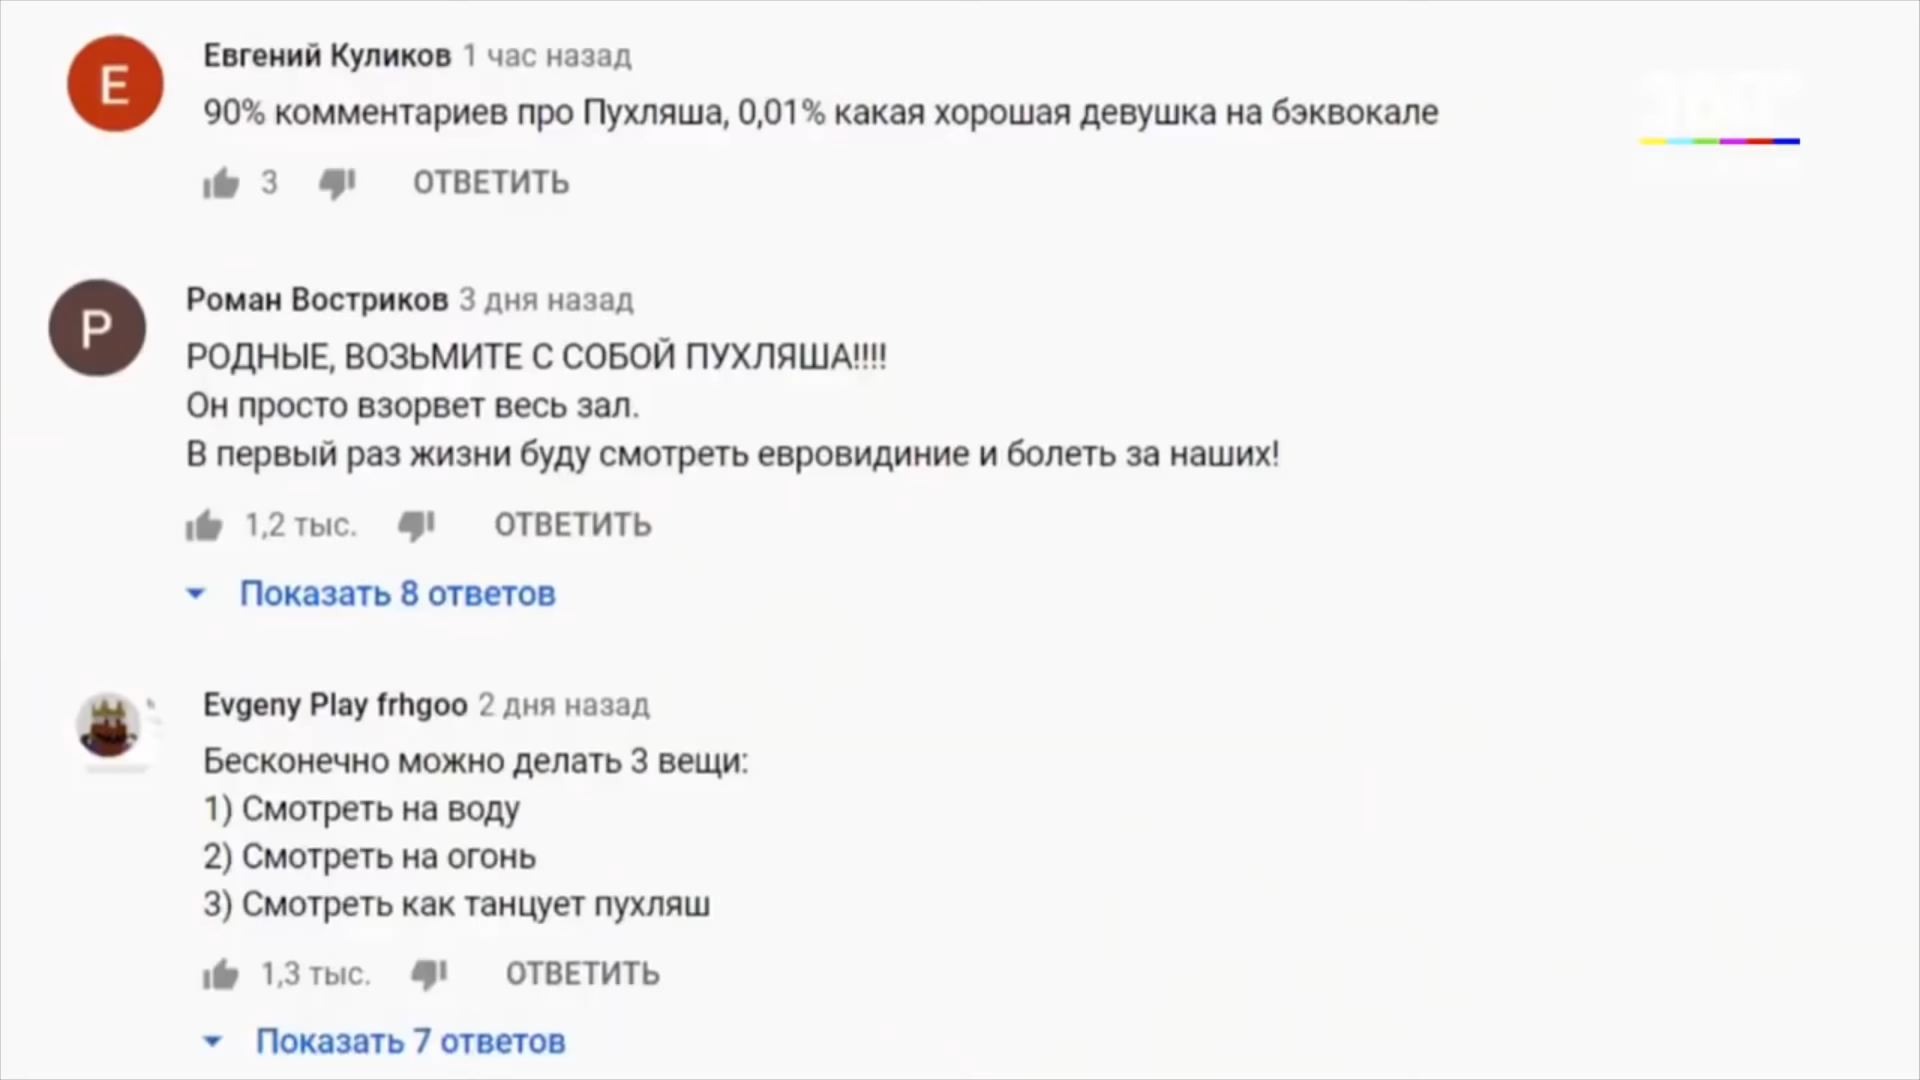 Е
Евгений Куликов 1 час назад
90% комментариев про Пухляша, 0,01% какая хорошая девушка на бэквокале
3 ОТВЕТИТЬ
Р
Роман Востриков 3 дня назад
РОДНЫЕ, ВОЗЬМИТЕ С СОБОЙ ПУХЛЯША!!!!
Он просто взорвет весь зал.
В первый раз жизни буду смотреть евровидиние и болеть за наших!
1,2 тыс. ОТВЕТИТЬ
Показать 8 ответов
Evgeny Play frhgoo 2 дня назад
Бесконечно можно делать 3 вещи:
1) Смотреть на воду
2) Смотреть на огонь
3) Смотреть как танцует пухляш
1,3 тыс. ОТВЕТИТЬ
Показать 7 ответов